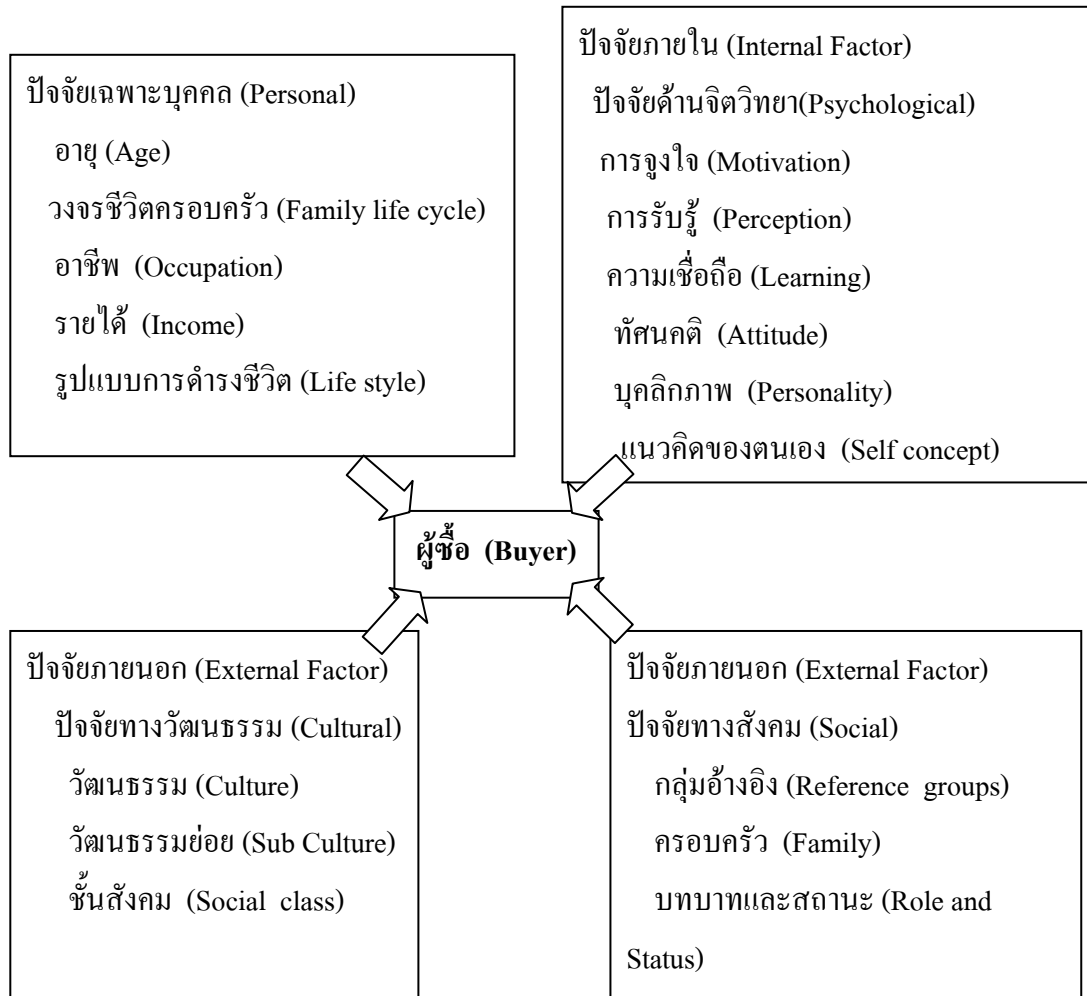 ปัจจัยเฉพาะบุคคล (Personal)
อายุ (Age)
วงจรชีวิตครอบครัว (Family life cycle)
อาชีพ (Occupation)
รายได้ (Income)
รูปแบบการดำรงชีวิต (Life style)
ปัจจัยภายใน (Internal Factor)
ปัจจัยด้านจิตวิทยา(Psychological)
การจูงใจ (Motivation)
การรับรู้ (Perception)
ความเชื่อถือ (Learning)
ทัศนคติ (Attitude)
บุคลิกภาพ (Personality)
แนวคิดของตนเอง (Self concept)
ผู้ซื้อ (Buyer)
ปัจจัยภายนอก (External Factor)
ปัจจัยทางวัฒนธรรม (Cultural)
วัฒนธรรม (Culture)
วัฒนธรรมย่อย (Sub Culture)
ชั้นสังคม (Social class)
ปัจจัยภายนอก (External Factor)
ปัจจัยทางสังคม (Social)
กลุ่มอ้างอิง (Reference groups)
ครอบครัว (Family)
บทบาทและสถานะ (Role and
Status)